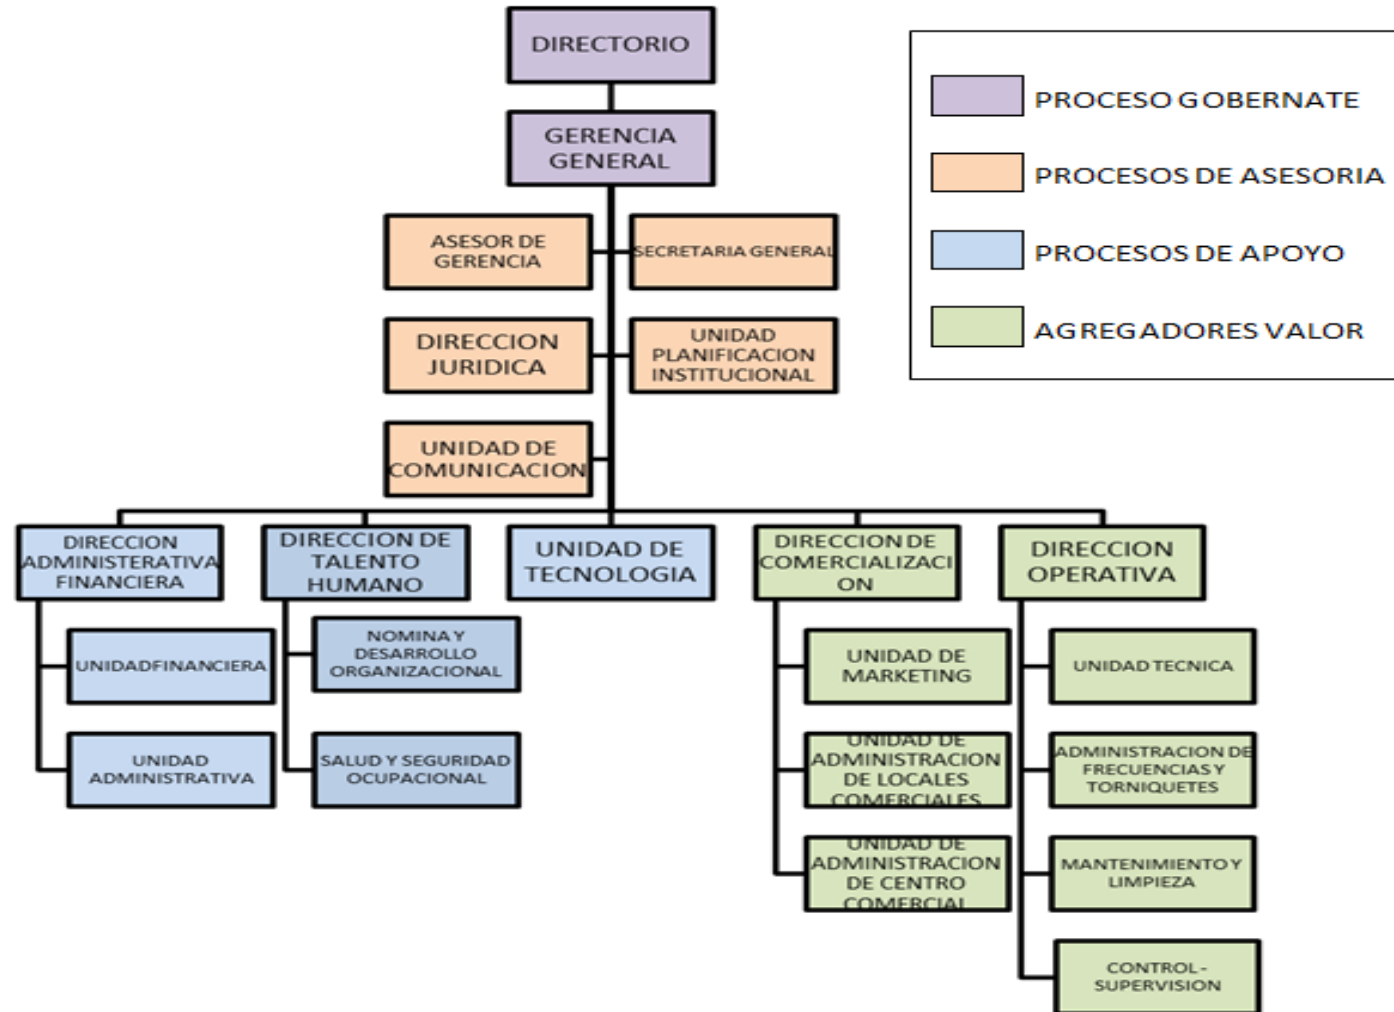 DIRECTORIO
GERENCIA
GENERAL
PROCESO GOBERNATE
PROCESOS DE ASESORIA
PROCESOS DE APOYO
AGREGADORES VALOR
ASESOR DE
GERENCIA
SECRETARIA GENERAL
DIRECCION
JURIDICA
UNIDAD
PLANIFICACION
INSTITUCIONAL
UNIDAD DE
COMUNICACION
DIRECCION
ADMINISTERATIVA
FINANCIERA
DIRECCION DE
TALENTO
HUMANO
UNIDAD DE
TECNOLOGIA
DIRECCION DE
COMERCIALIZACI
ON
DIRECCION
OPERATIVA
UNIDAD FINANCIERA
UNIDAD
ADMINISTRATIVA
NOMINA Y
DESARROLLO
ORGANIZACIONAL
SALUD Y SEGURIDAD
OCUPACIONAL
UNIDAD DE
MARKETING
UNIDAD DE
ADMINISTRACION
DE LOCALES
COMERCIALES
UNIDAD DE
ADMINISTRACION
DE CENTRO
COMERCIAL
UNIDAD TECNICA
ADMINISTRACION DE
FRECUENCIAS Y
TORNIQUETES
MANTENIMIENTO Y
LIMPIEZA
CONTROL-
SUPERVISION